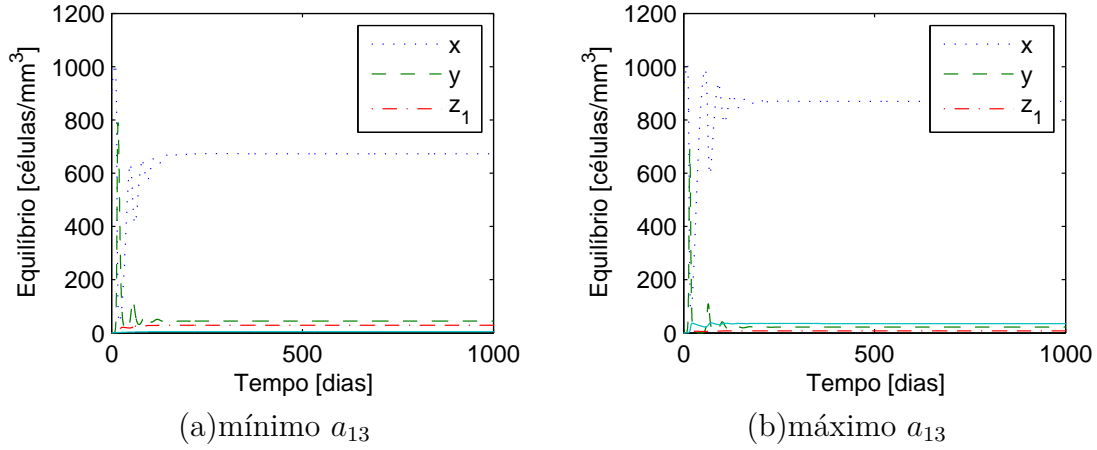 1200
1000
800
600
400
200
0
0
500
1000
Equilíbrio [células/mm³]
Tempo [dias]
x
y
z₁
(a)mínimo a₁₃
1200
1000
800
600
400
200
0
0
500
1000
Equilíbrio [células/mm³]
Tempo [dias]
x
y
z₁
(b)máximo a₁₃